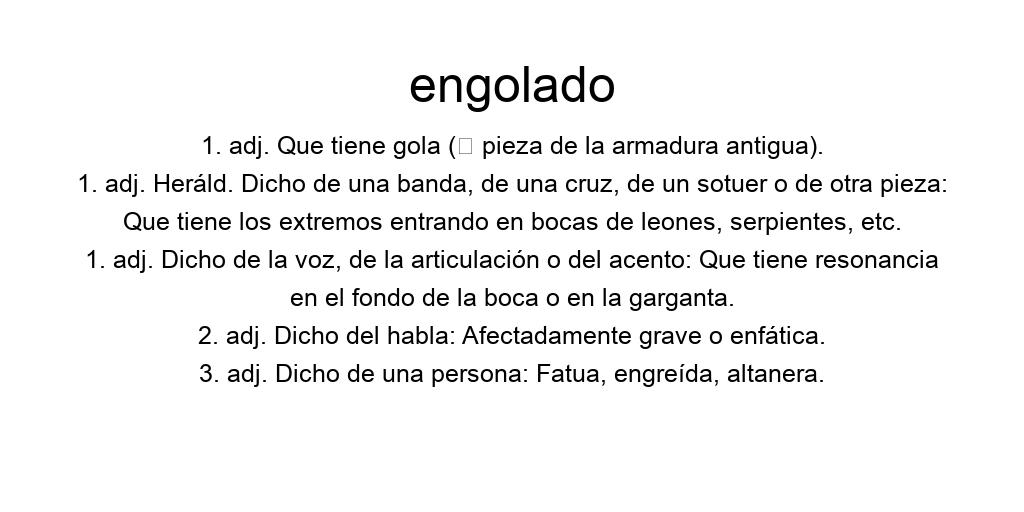 engolado
1. adj. Que tiene gola (□ pieza de la armadura antigua).
1. adj. Heráld. Dicho de una banda, de una cruz, de un sotuer o de otra pieza:
Que tiene los extremos entrando en bocas de leones, serpientes, etc.
1. adj. Dicho de la voz, de la articulación o del acento: Que tiene resonancia
en el fondo de la boca o en la garganta.
2. adj. Dicho del habla: Afectadamente grave o enfática.
3. adj. Dicho de una persona: Fatua, engreída, altanera.